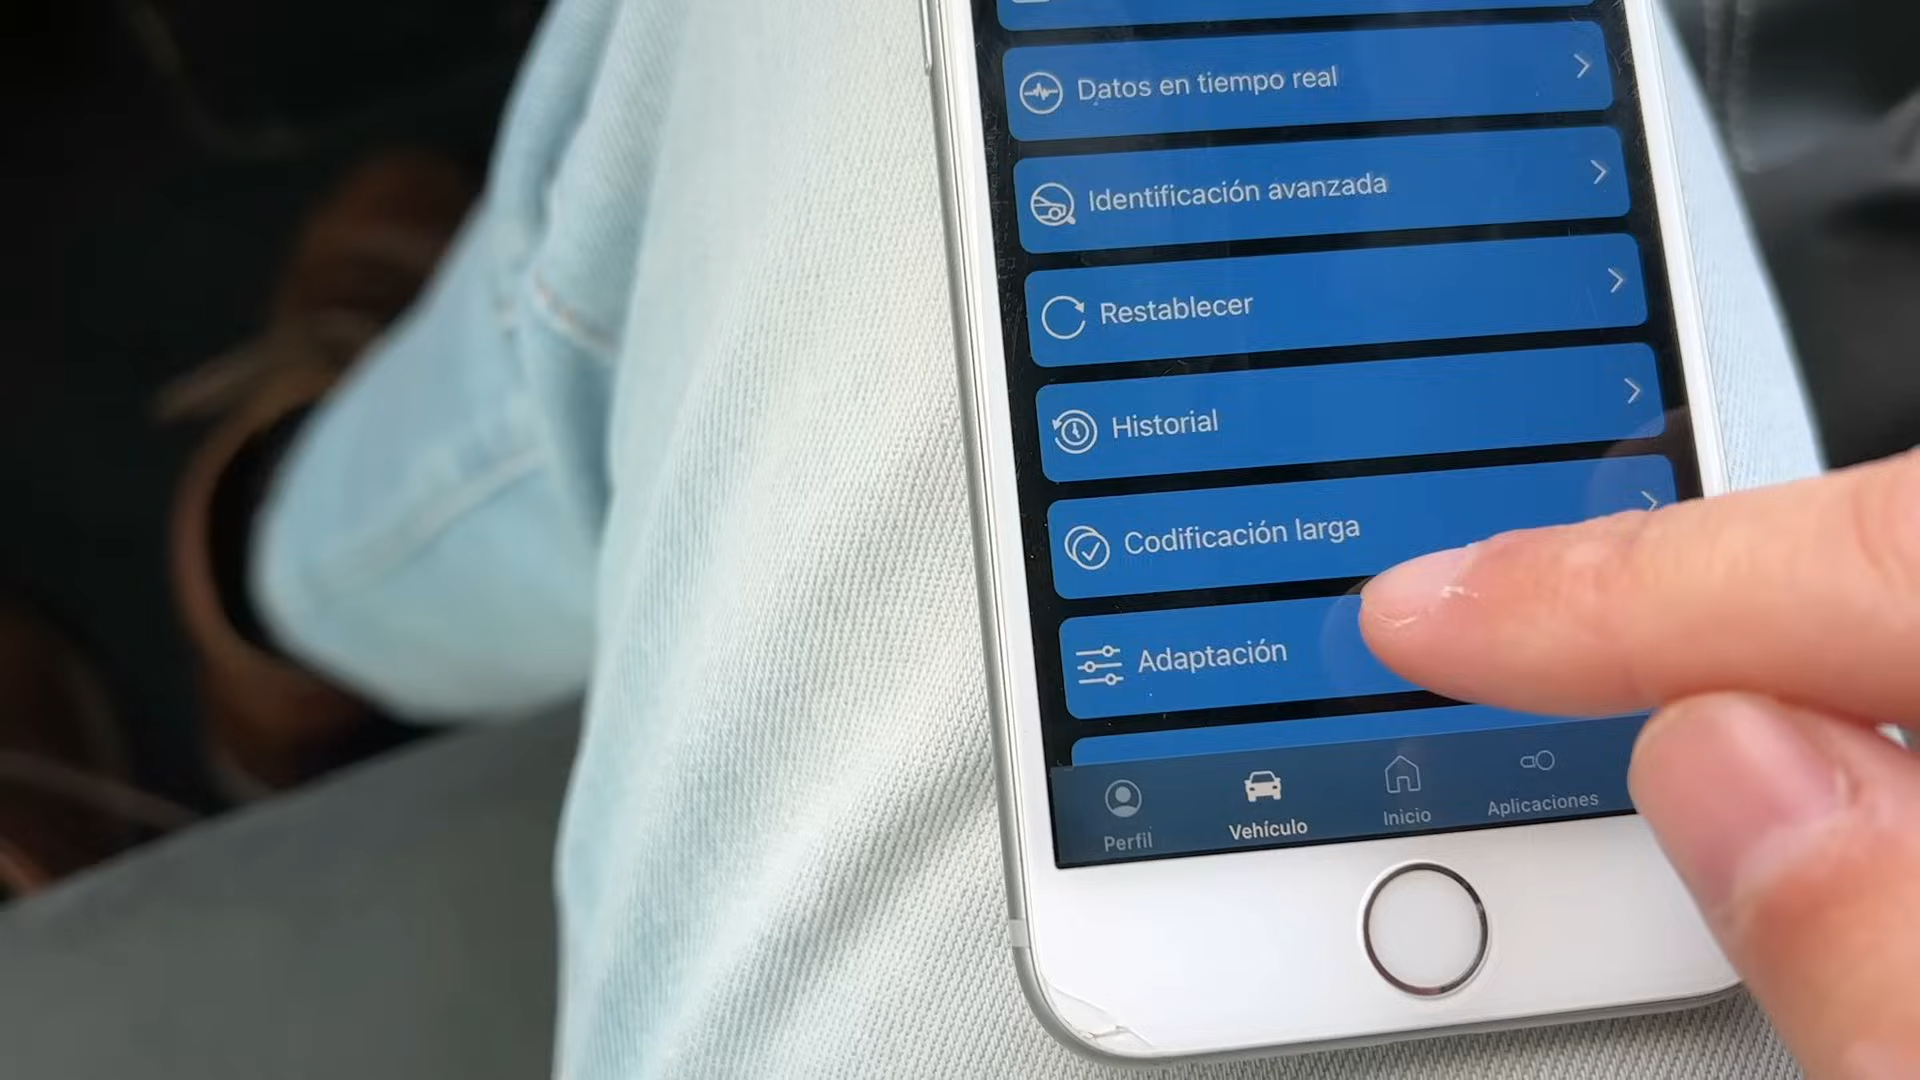 Datos en tiempo real
Identificación avanzada
Restablecer
Historial
Codificación larga
Adaptación
Perfil
Vehículo
Inicio
Aplicaciones